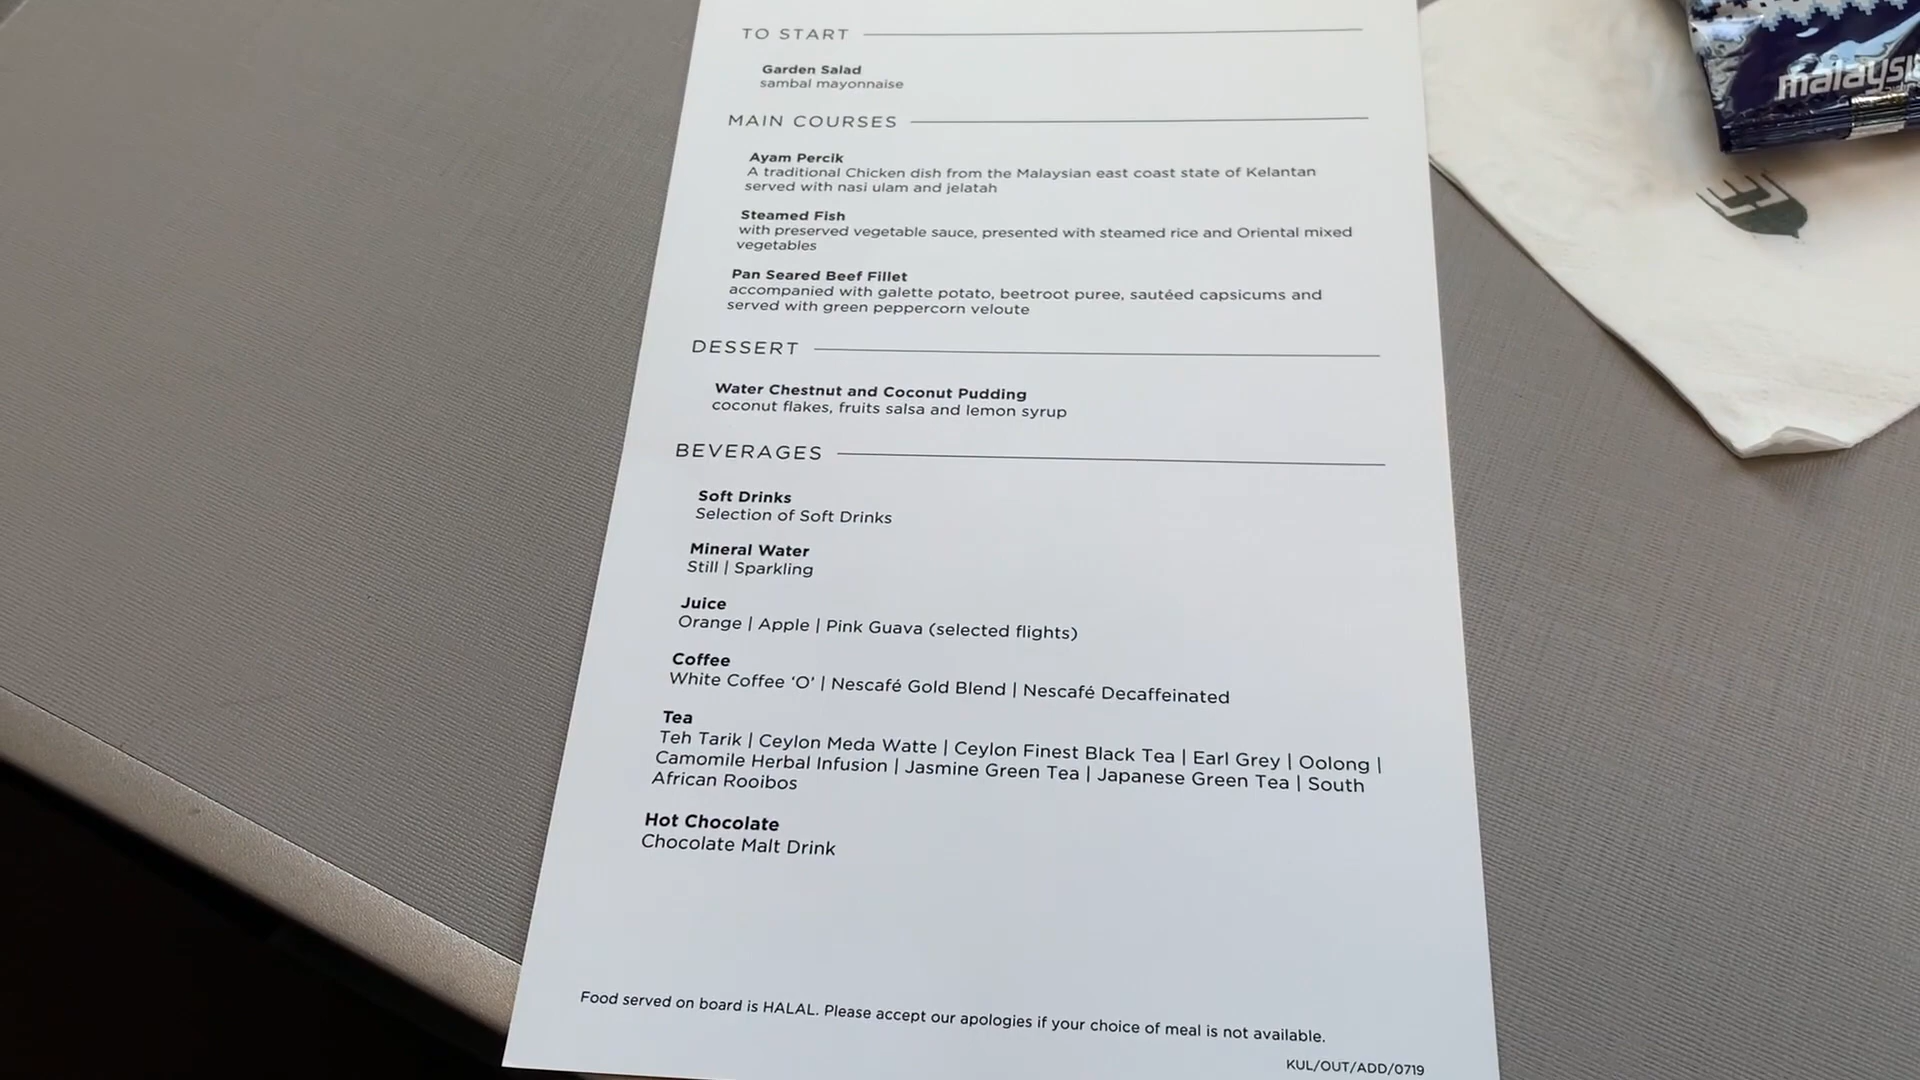 TO START
Garden Salad
sambal mayonnaise
MAIN COURSES
Ayam Percik
A traditional Chicken dish from the Malaysian east coast state of Kelantan
served with nasi ulam and jelatah
Steamed Fish
with preserved vegetable sauce, presented with steamed rice and Oriental mixed
vegetables
Pan Seared Beef Fillet
accompanied with galette potato, beetroot puree, sautéed capsicums and
served with green peppercorn veloute
DESSERT
Water Chestnut and Coconut Pudding
coconut flakes, fruits salsa and lemon syrup
BEVERAGES
Soft Drinks
Selection of Soft Drinks
Mineral Water
Still | Sparkling
Juice
Orange | Apple | Pink Guava (selected flights)
Coffee
White Coffee ‘O’ | Nescafé Gold Blend | Nescafé Decaffeinated
Tea
Teh Tarik | Ceylon Meda Watte | Ceylon Finest Black Tea | Earl Grey | Oolong |
Camomile Herbal Infusion | Jasmine Green Tea | Japanese Green Tea | South
African Rooibos
Hot Chocolate
Chocolate Malt Drink
Food served on board is HALAL. Please accept our apologies if your choice of meal is not available.
KUL/OUT/ADD/0719